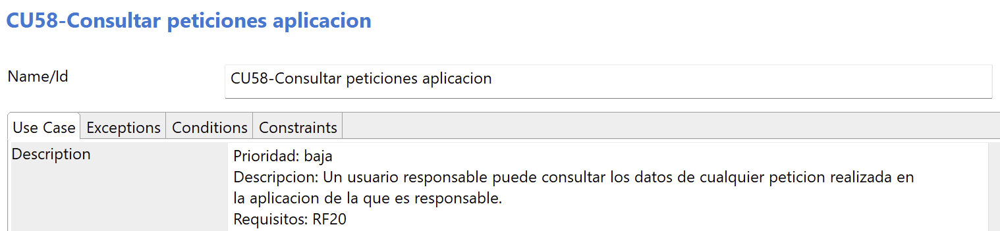 CU58-Consultar peticiones aplicacion
Name/Id
CU58-Consultar peticiones aplicacion
Use Case
Exceptions
Conditions
Constraints
Description
Prioridad: baja
Descripcion: Un usuario responsable puede consultar los datos de cualquier peticion realizada en
la aplicacion de la que es responsable.
Requisitos: RF20